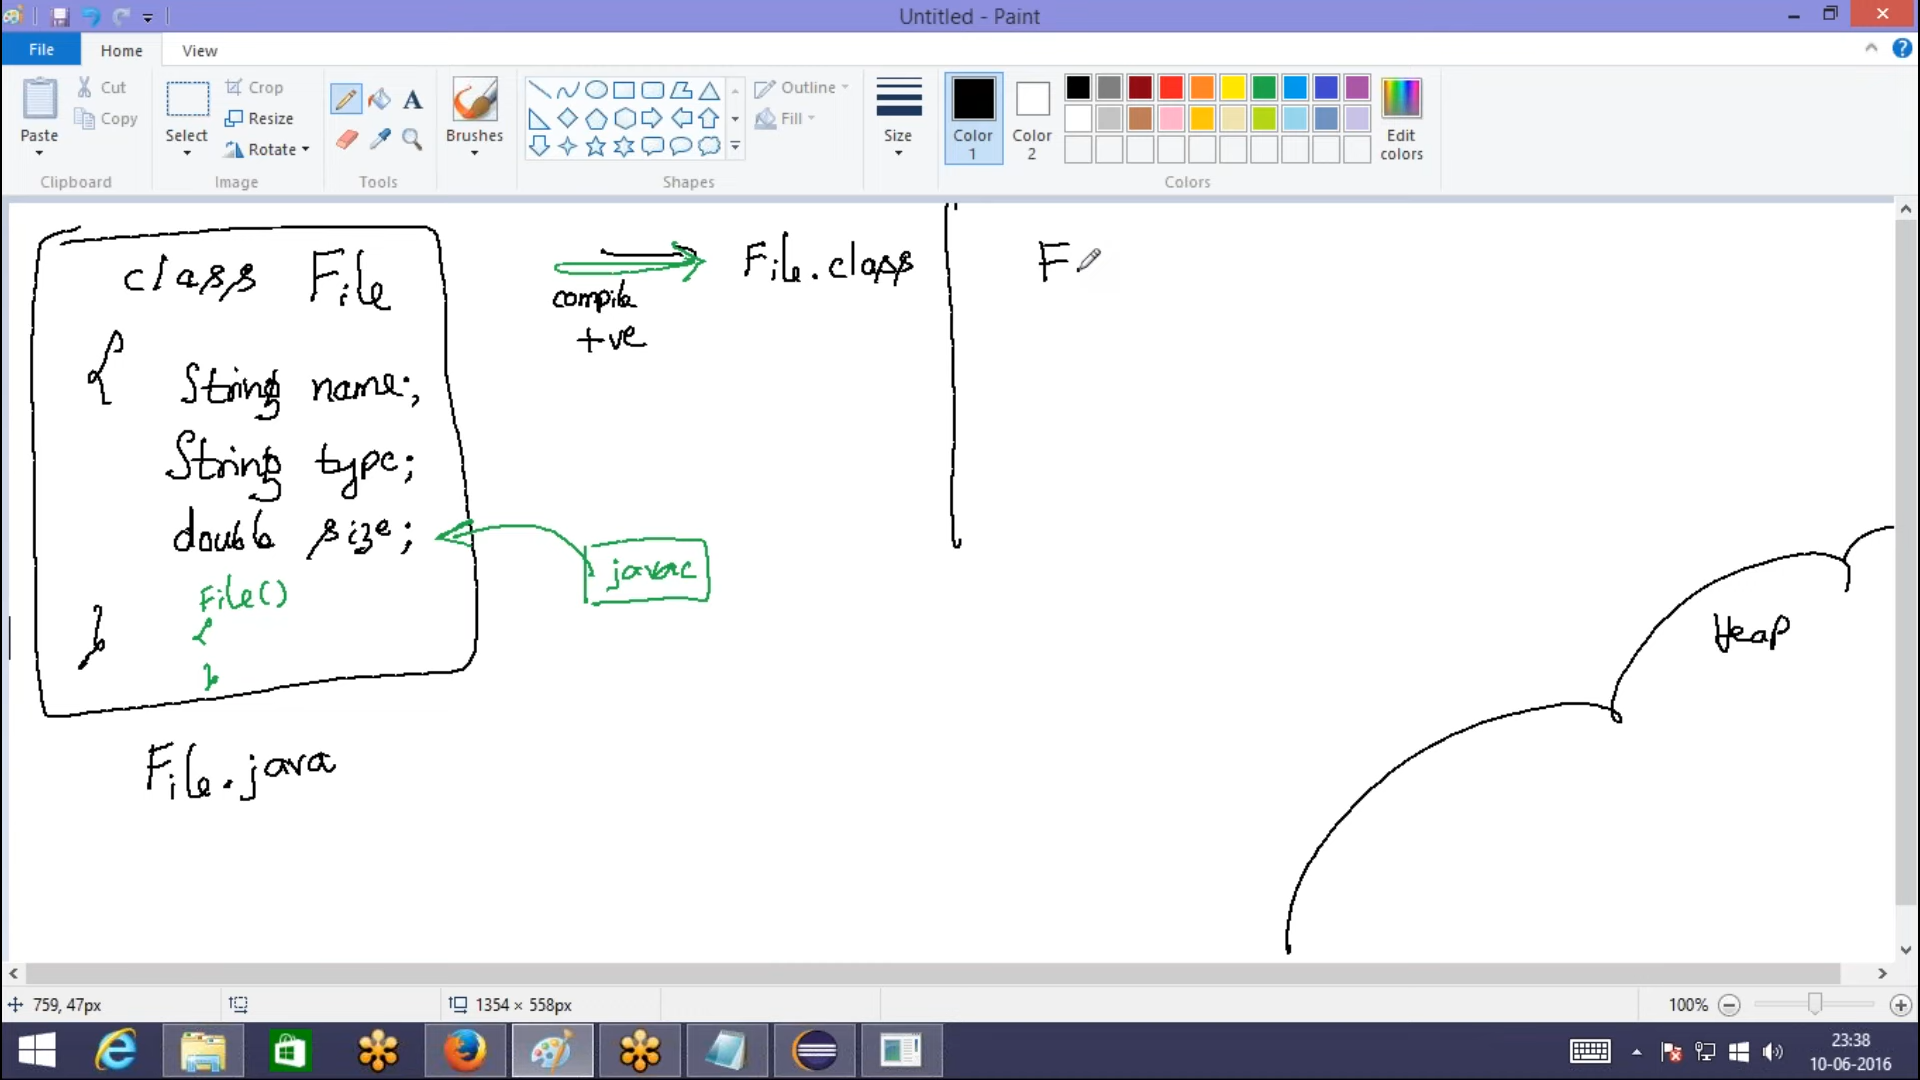 Untitled - Paint
File Home View
Paste
Cut
Copy
Clipboard
Select
Crop
Resize
Rotate
Image
A
Tools
Brushes
Shapes
Outline
Fill
Size
Color 1
Color 2
Edit colors
Colors
class File
{
String name;
String type;
double size;
File()
{
}
}
File.java
compile
+ve
javac
File.class
F
Heap
759, 47px
1354 × 558px
100%
23:38
10-06-2016